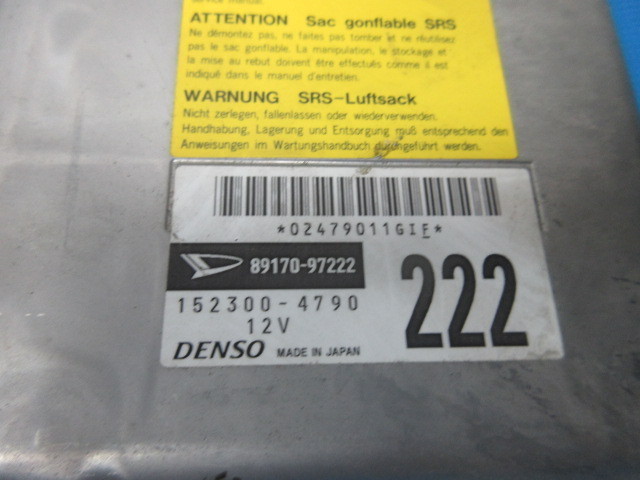 service manual.
ATTENTION Sac gonflable SRS
Ne démontez pas, ne faites pas tomber et ne réutilisez
pas le sac gonflable. La manipulation, le stockage et
la mise au rebut doivent être effectués comme il est
indiqué dans le manuel d'entretien.
WARNUNG SRS-Luftsack
Nicht zerlegen, fallenlassen oder wiederverwenden.
Handhabung, Lagerung und Entsorgung muß entsprechend den
Anweisungen im Wartungshandbuch durchgeführt werden.
*02479011GIE*
89170-97222
152300-4790
12V
222
DENSO MADE IN JAPAN